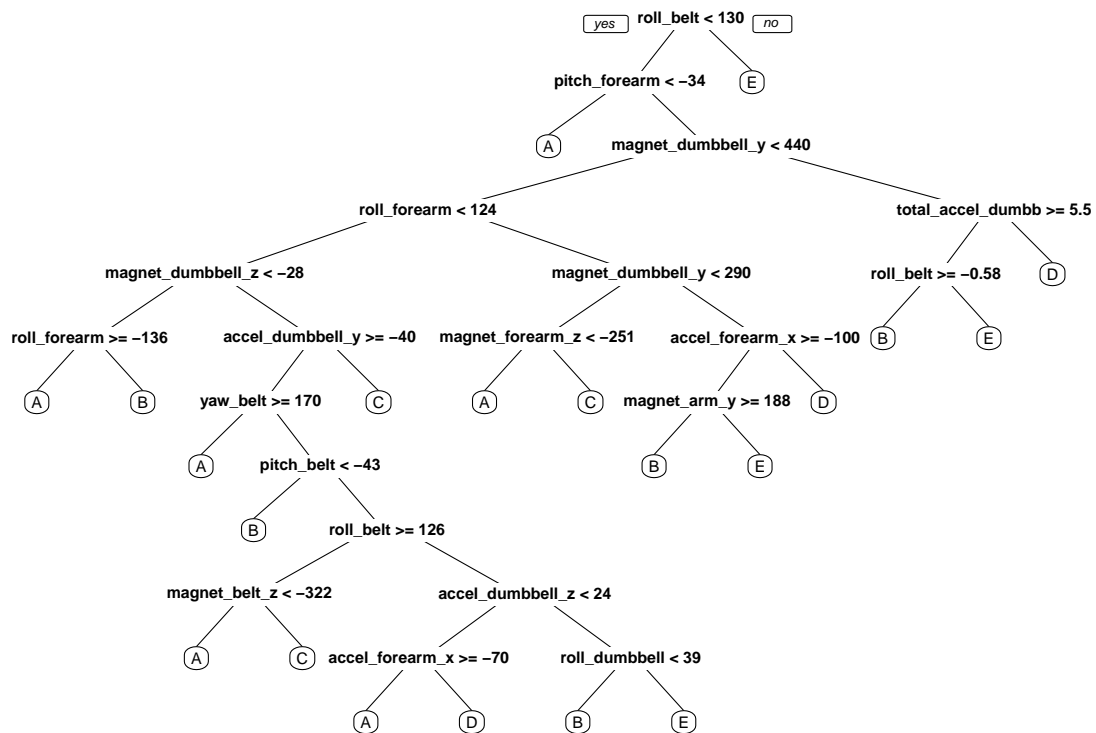 yes roll_belt < 130 no
pitch_forearm < −34 E
A magnet_dumbbell_y < 440
roll_forearm < 124 total_accel_dumbb >= 5.5
magnet_dumbbell_z < −28 magnet_dumbbell_y < 290 roll_belt >= −0.58 D
roll_forearm >= −136 accel_dumbbell_y >= −40 magnet_forearm_z < −251 accel_forearm_x >= −100 B E
A B yaw_belt >= 170 C A C magnet_arm_y >= 188 D
A pitch_belt < −43 B E
B roll_belt >= 126
magnet_belt_z < −322 accel_dumbbell_z < 24
A C accel_forearm_x >= −70 roll_dumbbell < 39
A D B E